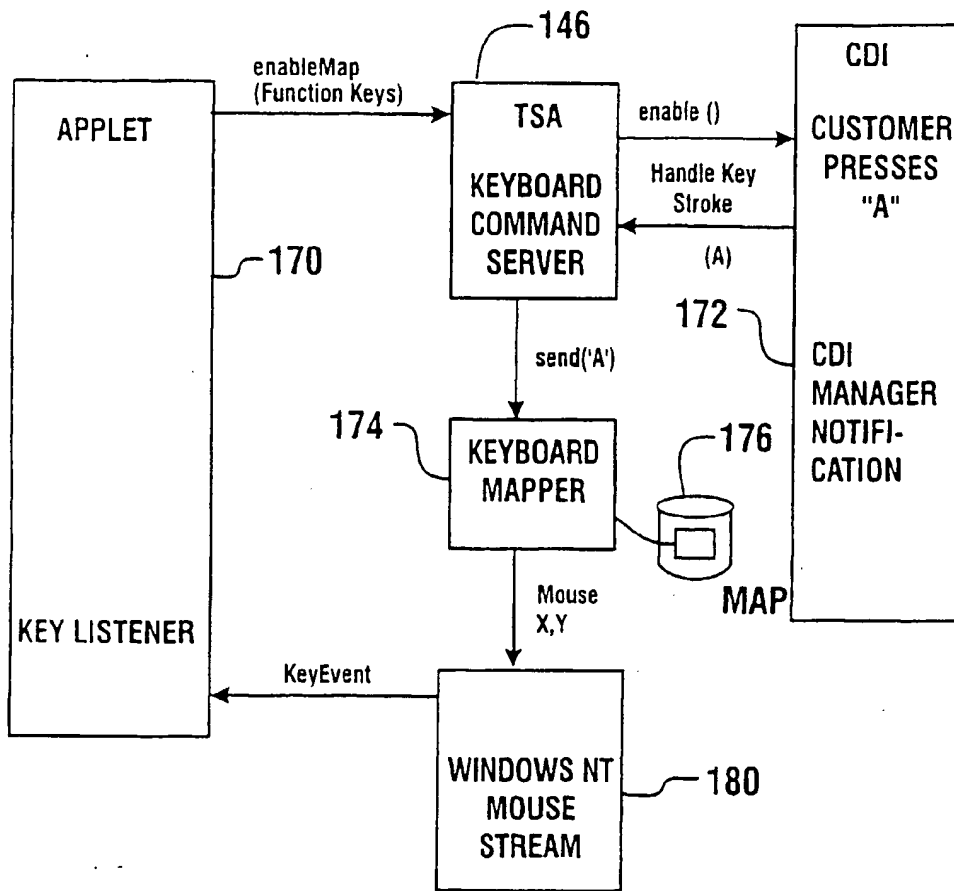 146
enableMap
(Function Keys)
APPLET
170
KEY LISTENER
TSA
KEYBOARD
COMMAND
SERVER
enable ()
Handle Key
Stroke
(A)
CDI
CUSTOMER
PRESSES
"A"
172
CDI
MANAGER
NOTIFI-
CATION
send('A')
174
KEYBOARD
MAPPER
176
MAP
Mouse
X,Y
KeyEvent
WINDOWS NT
MOUSE
STREAM
180